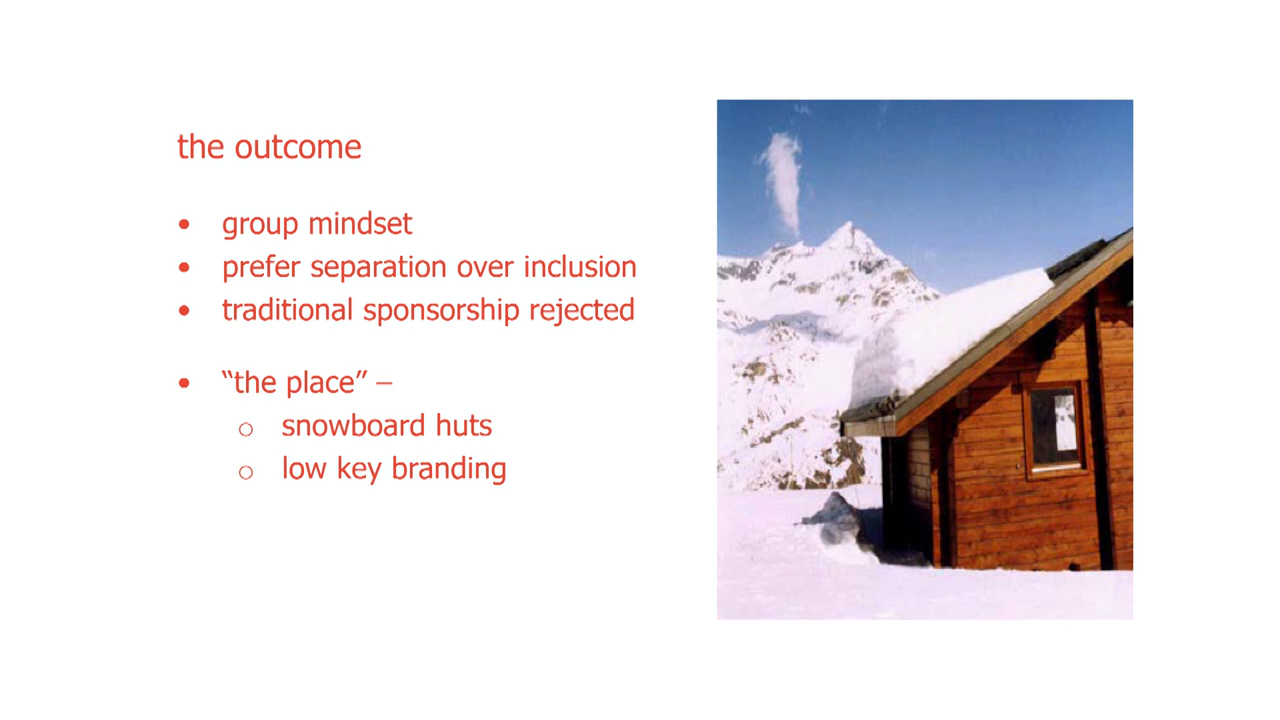 the outcome
• group mindset
• prefer separation over inclusion
• traditional sponsorship rejected
• “the place” –
o snowboard huts
o low key branding